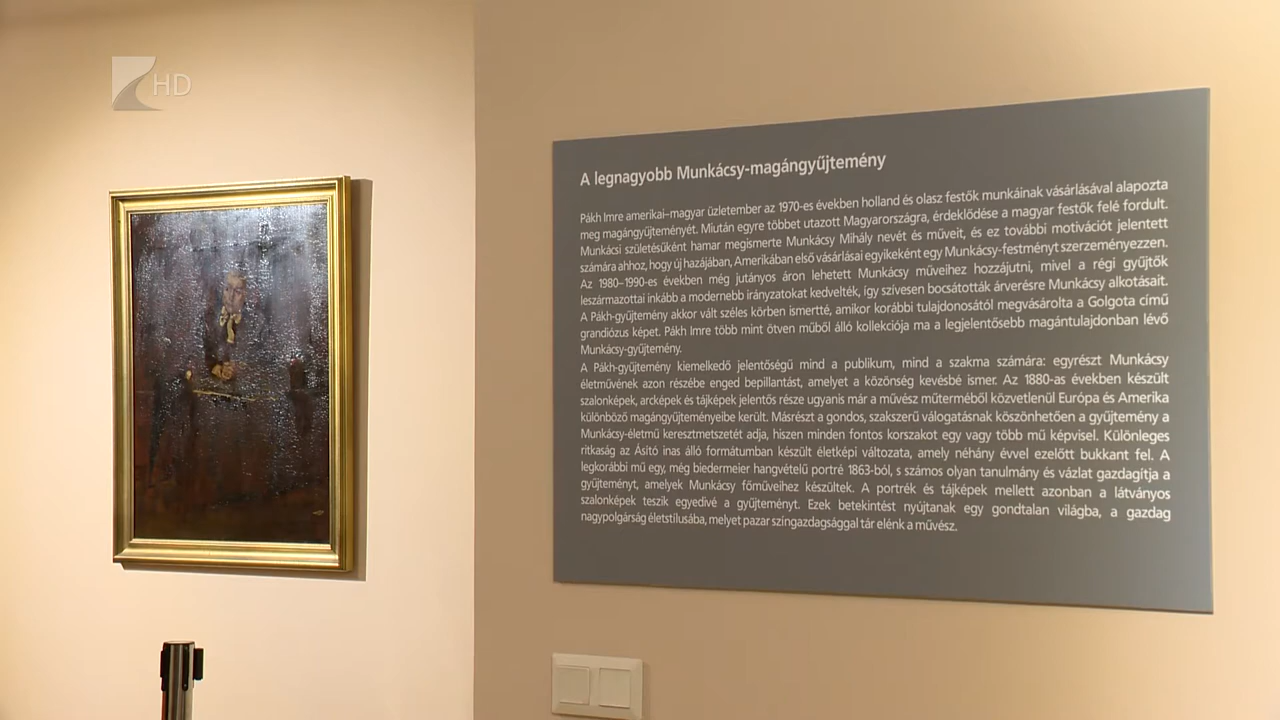 HD
A legnagyobb Munkácsy-magángyűjtemény
Pákh Imre amerikai–magyar üzletember az 1970-es években holland és olasz festők munkáinak vásárlásával alapozta
meg magángyűjteményét. Miután egyre többet utazott Magyarországra, érdeklődése a magyar festők felé fordult.
Munkácsi születésűként hamar megismerte Munkácsy Mihály nevét és műveit, és ez további motivációt jelentett
számára ahhoz, hogy új hazájában, Amerikában első vásárlásai egyikeként egy Munkácsy-festményt szerzeményezzen.
Az 1980–1990-es években még jutányos áron lehetett Munkácsy műveihez hozzájutni, mivel a régi gyűjtők
leszármazottai inkább a modernebb irányzatokat kedvelték, így szívesen bocsátották árverésre Munkácsy alkotásait.
A Pákh-gyűjtemény akkor vált széles körben ismertté, amikor korábbi tulajdonosától megvásárolta a Golgota című
grandiózus képet. Pákh Imre több mint ötven műből álló kollekciója ma a legjelentősebb magántulajdonban lévő
Munkácsy-gyűjtemény.
A Pákh-gyűjtemény kiemelkedő jelentőségű mind a publikum, mind a szakma számára: egyrészt Munkácsy
életművének azon részébe enged bepillantást, amelyet a közönség kevésbé ismer. Az 1880-as években készült
szalonképek, arcképek és tájképek jelentős része ugyanis már a művész műterméből közvetlenül Európa és Amerika
különböző magángyűjteményeibe került. Másrészt a gondos, szakszerű válogatásnak köszönhetően a gyűjtemény a
Munkácsy-életmű keresztmetszetét adja, hiszen minden fontos korszakot egy vagy több mű képvisel. Különleges
ritkaság az Ásító inas álló formátumban készült életképi változata, amely néhány évvel ezelőtt bukkant fel. A
legkorábbi mű egy, még biedermeier hangvételű portré 1863-ból, s számos olyan tanulmány és vázlat gazdagítja a
gyűjteményt, amelyek Munkácsy főműveihez készültek. A portrék és tájképek mellett azonban a látványos
szalonképek teszik egyedivé a gyűjteményt. Ezek betekintést nyújtanak egy gondtalan világba, a gazdag
nagypolgárság életstílusába, melyet pazar színgazdagsággal tár elénk a művész.